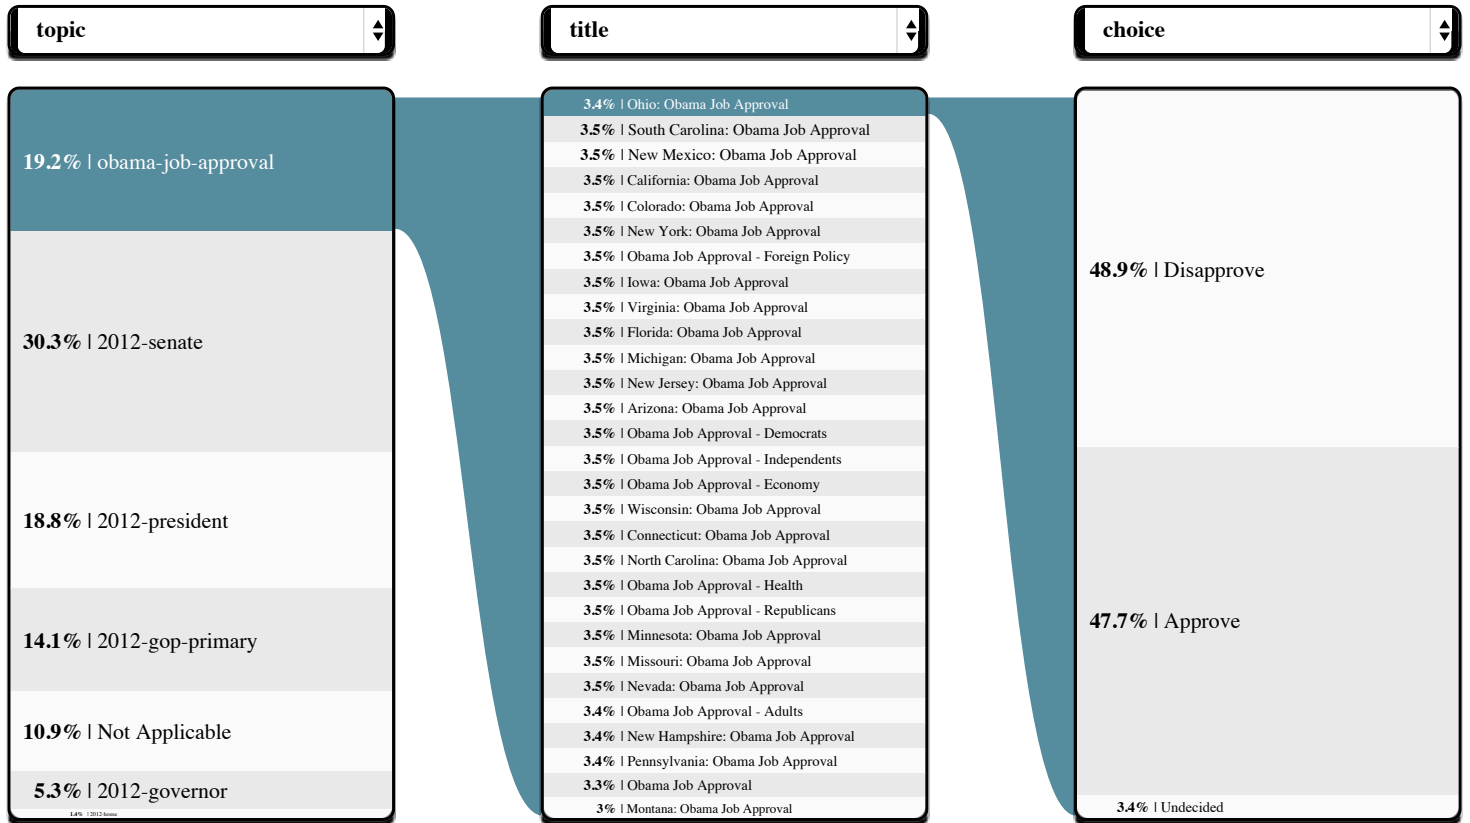 topic
title
choice
19.2% | obama-job-approval
30.3% | 2012-senate
18.8% | 2012-president
14.1% | 2012-gop-primary
10.9% | Not Applicable
5.3% | 2012-governor
1.4% | 2012-house
3.4% | Ohio: Obama Job Approval
3.5% | South Carolina: Obama Job Approval
3.5% | New Mexico: Obama Job Approval
3.5% | California: Obama Job Approval
3.5% | Colorado: Obama Job Approval
3.5% | New York: Obama Job Approval
3.5% | Obama Job Approval - Foreign Policy
3.5% | Iowa: Obama Job Approval
3.5% | Virginia: Obama Job Approval
3.5% | Florida: Obama Job Approval
3.5% | Michigan: Obama Job Approval
3.5% | New Jersey: Obama Job Approval
3.5% | Arizona: Obama Job Approval
3.5% | Obama Job Approval - Democrats
3.5% | Obama Job Approval - Independents
3.5% | Obama Job Approval - Economy
3.5% | Wisconsin: Obama Job Approval
3.5% | Connecticut: Obama Job Approval
3.5% | North Carolina: Obama Job Approval
3.5% | Obama Job Approval - Health
3.5% | Obama Job Approval - Republicans
3.5% | Minnesota: Obama Job Approval
3.5% | Missouri: Obama Job Approval
3.5% | Nevada: Obama Job Approval
3.4% | Obama Job Approval - Adults
3.4% | New Hampshire: Obama Job Approval
3.4% | Pennsylvania: Obama Job Approval
3.3% | Obama Job Approval
3% | Montana: Obama Job Approval
48.9% | Disapprove
47.7% | Approve
3.4% | Undecided